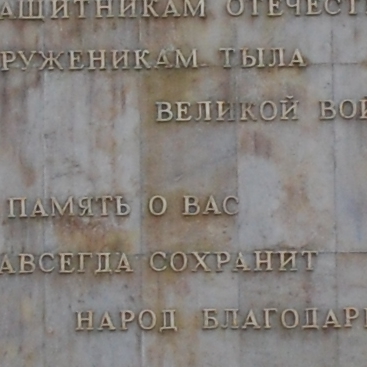 АЩИТНИКАМ ОТЕЧЕСТ
РУЖЕНИКАМ ТЫЛА
ВЕЛИКОЙ ВОЙ
ПАМЯТЬ О ВАС
АВСЕГДА СОХРАНИТ
НАРОД БЛАГОДАР